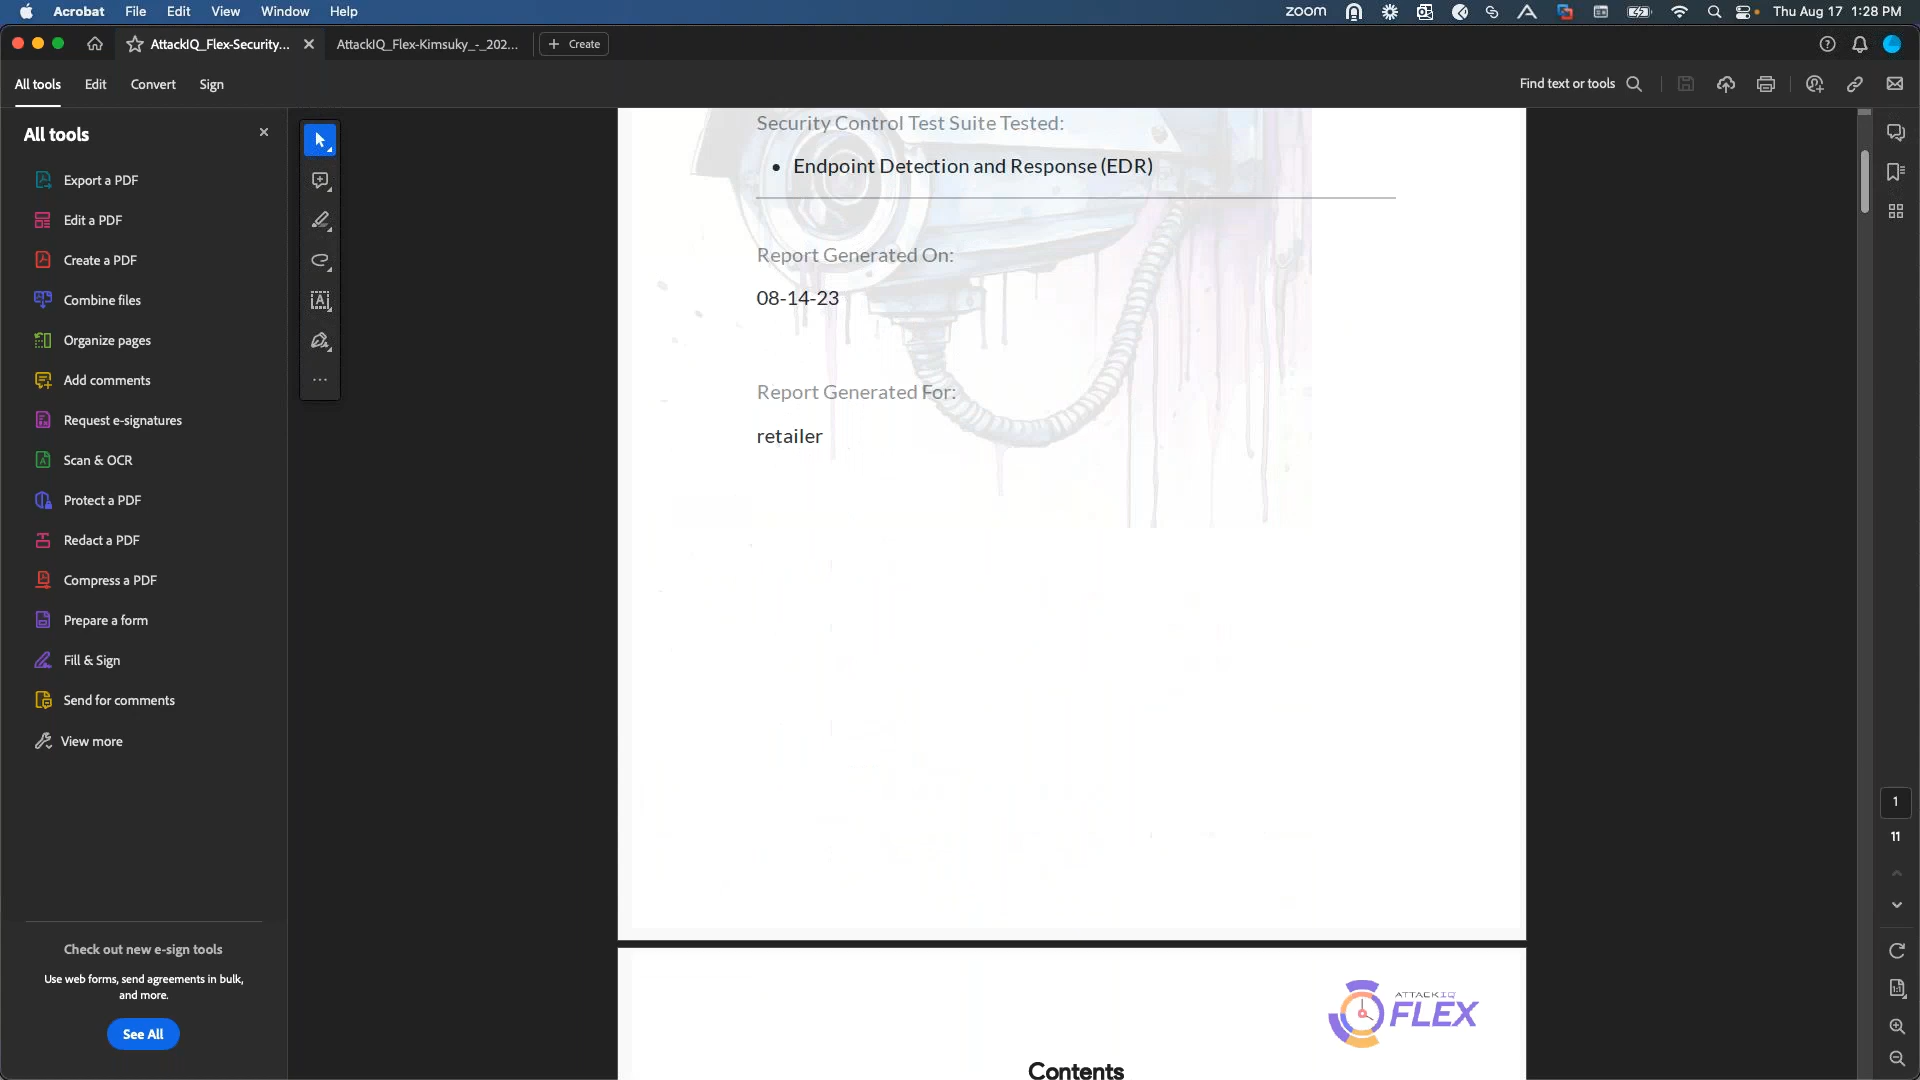 Acrobat File Edit View Window Help
zoom Thu Aug 17 1:28 PM
AttackIQ_Flex-Security...
AttackIQ_Flex-Kimsuky_-_202...
Create
All tools Edit Convert Sign
Find text or tools
All tools
Export a PDF
Edit a PDF
Create a PDF
Combine files
Organize pages
Add comments
Request e-signatures
Scan & OCR
Protect a PDF
Redact a PDF
Compress a PDF
Prepare a form
Fill & Sign
Send for comments
View more
Check out new e-sign tools
Use web forms, send agreements in bulk,
and more.
See All
Security Control Test Suite Tested:
• Endpoint Detection and Response (EDR)
Report Generated On:
08-14-23
Report Generated For:
retailer
ATTACKIQ
FLEX
Contents
1
11